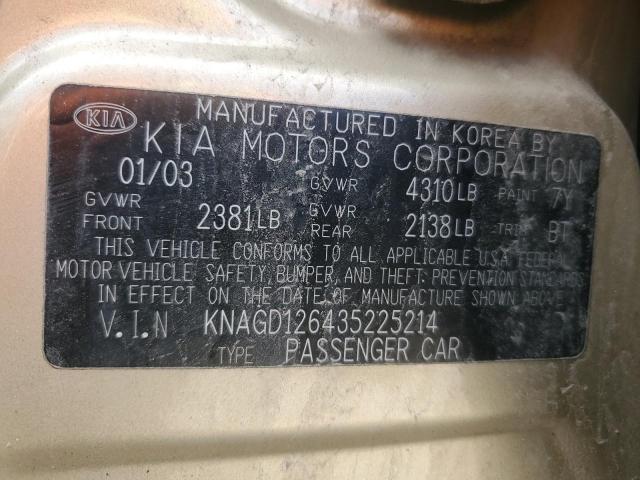 KIA MANUFACTURED IN KOREA BY
KIA MOTORS CORPORATION
01/03 GVWR 4310LB PAINT 7Y
GVWR FRONT 2381LB GVWR REAR 2138LB TRIM BT
THIS VEHICLE CONFORMS TO ALL APPLICABLE U.S.A. FEDERAL
MOTOR VEHICLE, SAFETY, BUMPER, AND THEFT. PREVENTION STANDARDS
IN EFFECT ON THE DATE OF MANUFACTURE SHOWN ABOVE
V.I.N KNAGD126435225214
TYPE PASSENGER CAR